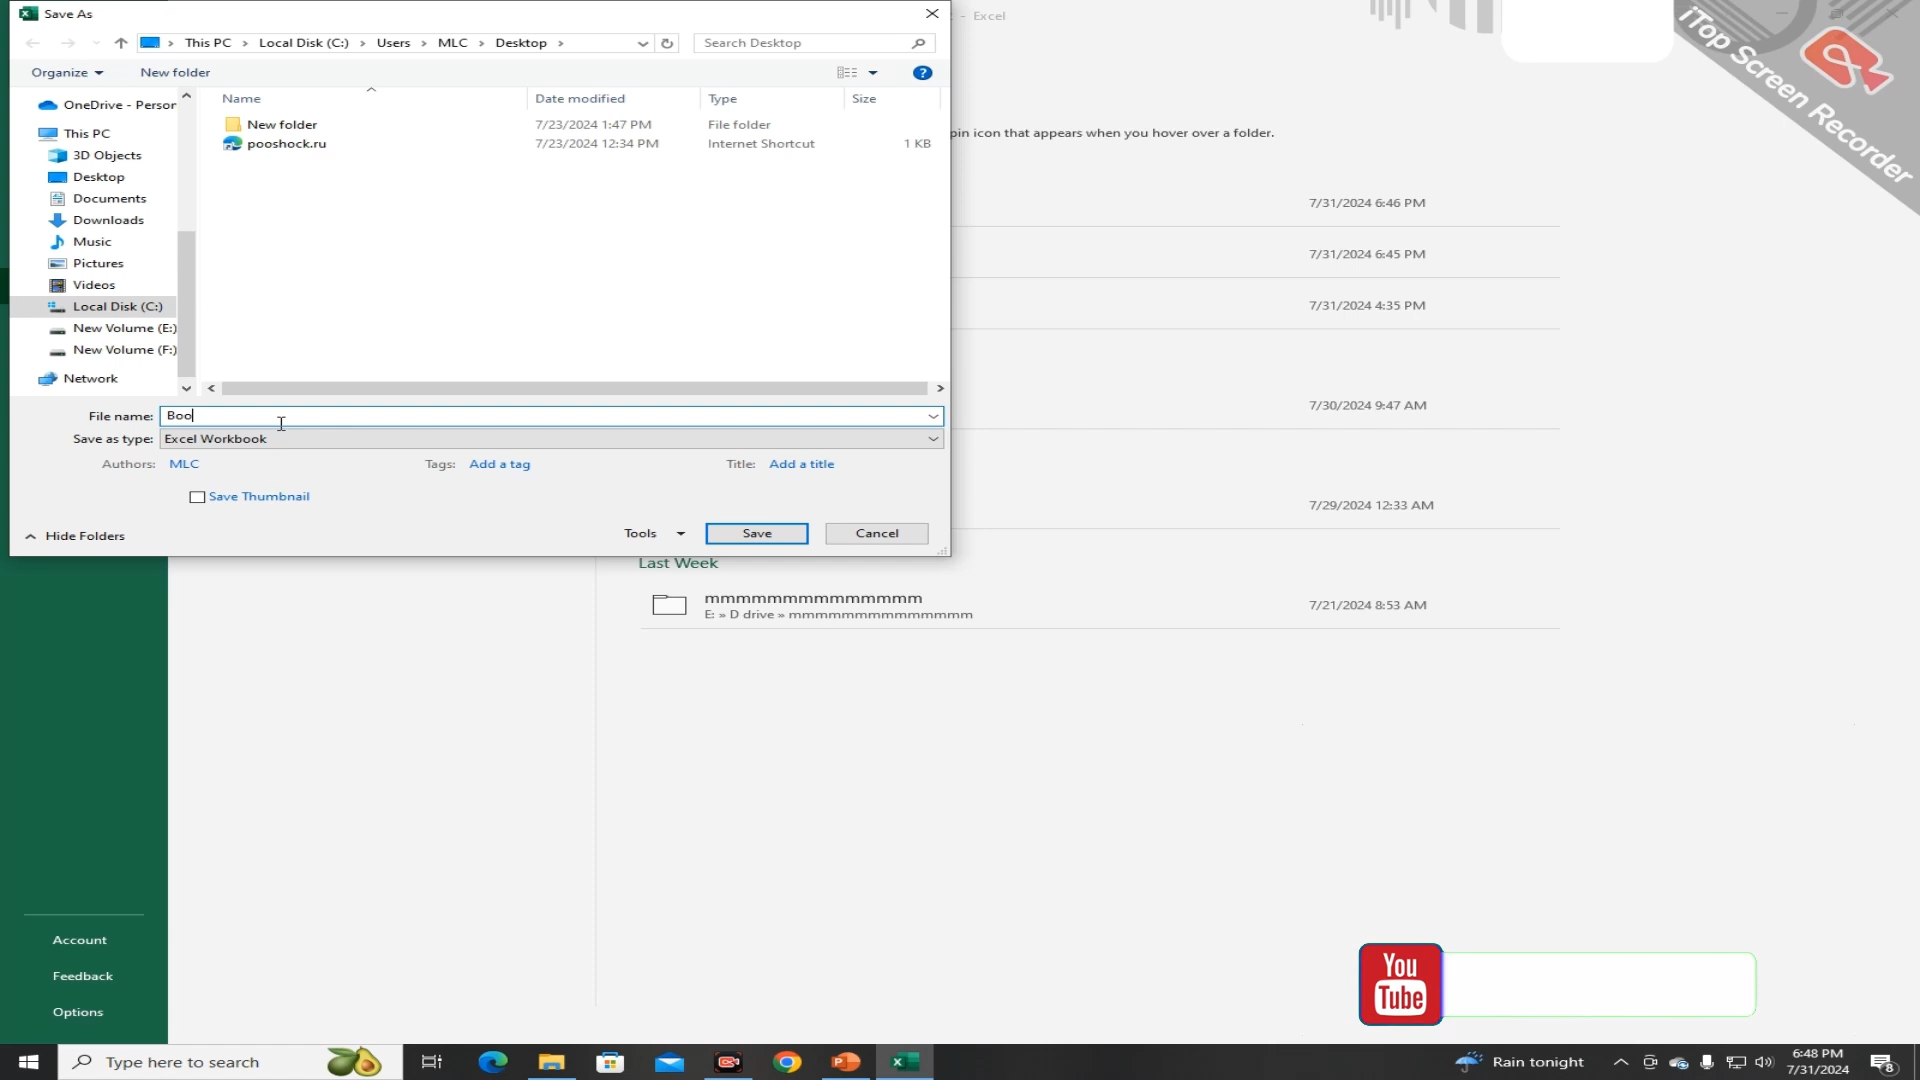 Save As
- Excel
This PC > Local Disk (C:) > Users > MLC > Desktop >
Search Desktop
Organize
New folder
Name
Date modified
Type
Size
OneDrive - Person
This PC
3D Objects
Desktop
Documents
Downloads
Music
Pictures
Videos
Local Disk (C:)
New Volume (E:)
New Volume (F:)
Network
New folder
7/23/2024 1:47 PM
File folder
pooshock.ru
7/23/2024 12:34 PM
Internet Shortcut
1 KB
File name: Boo
Save as type: Excel Workbook
Authors: MLC
Tags: Add a tag
Title: Add a title
Save Thumbnail
Hide Folders
Tools
Save
Cancel
pin icon that appears when you hover over a folder.
7/31/2024 6:46 PM
7/31/2024 6:45 PM
7/31/2024 4:35 PM
7/30/2024 9:47 AM
7/29/2024 12:33 AM
Last Week
mmmmmmmmmmmmmm
E: » D drive » mmmmmmmmmmmmmm
7/21/2024 8:53 AM
iTop Screen Recorder
Account
Feedback
Options
You
Tube
Type here to search
Rain tonight
6:48 PM
7/31/2024
8